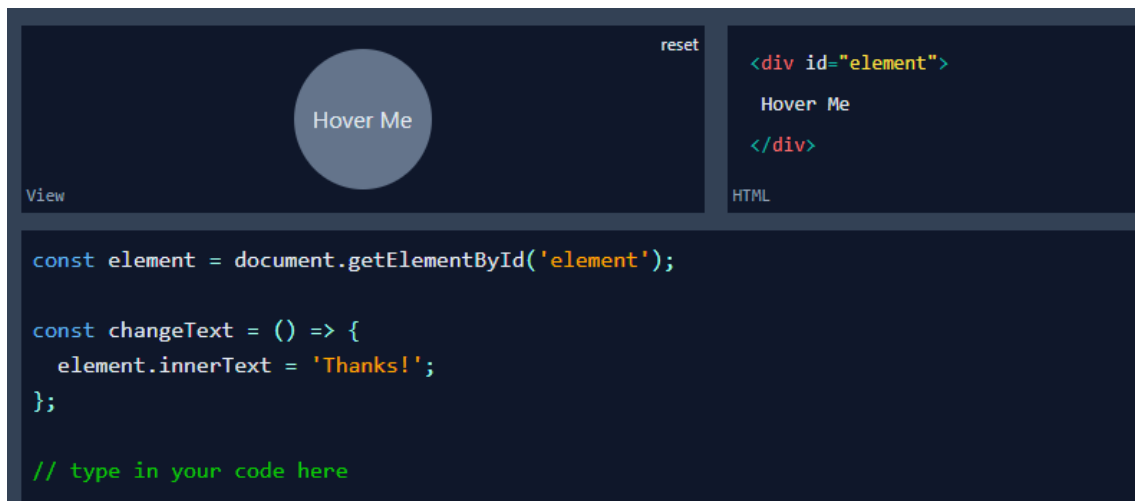 reset
Hover Me
View
<div id="element">
Hover Me
</div>
HTML
const element = document.getElementById('element');
const changeText = () => {
  element.innerText = 'Thanks!';
};
// type in your code here